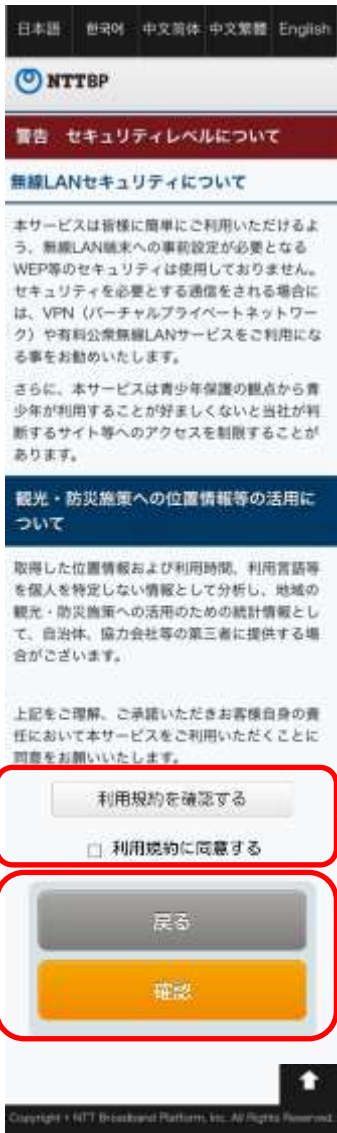 日本語 한국어 中文简体 中文繁體 English
NTTBP
警告 セキュリティレベルについて
無線LANセキュリティについて
本サービスは皆様に簡単にご利用いただけるよ
う、無線LAN端末への事前設定が必要となる
WEP等のセキュリティは使用しておりません。
セキュリティを必要とする通信をされる場合に
は、VPN（バーチャルプライベートネットワー
ク）や有料公衆無線LANサービスをご利用にな
る事をお勧めいたします。
さらに、本サービスは青少年保護の観点から青
少年が利用することが好ましくないと当社が判
断するサイト等へのアクセスを制限することが
あります。
観光・防災施策への位置情報等の活用に
ついて
取得した位置情報および利用時間、利用言語等
を個人を特定しない情報として分析し、地域の
観光・防災施策への活用のための統計情報とし
て、自治体、協力会社等の第三者に提供する場
合がございます。
上記をご理解、ご承諾いただきお客様自身の責
任において本サービスをご利用いただくことに
同意をお願いいたします。
利用規約を確認する
利用規約に同意する
戻る
確認
Copyright © NTT Broadband Platform, Inc. All Rights Reserved.